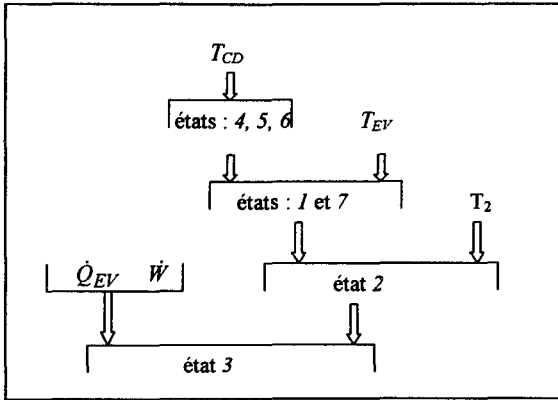 T_CD
états : 4, 5, 6
T_EV
états : 1 et 7
T_2
Q̇_EV Ẇ
état 2
état 3